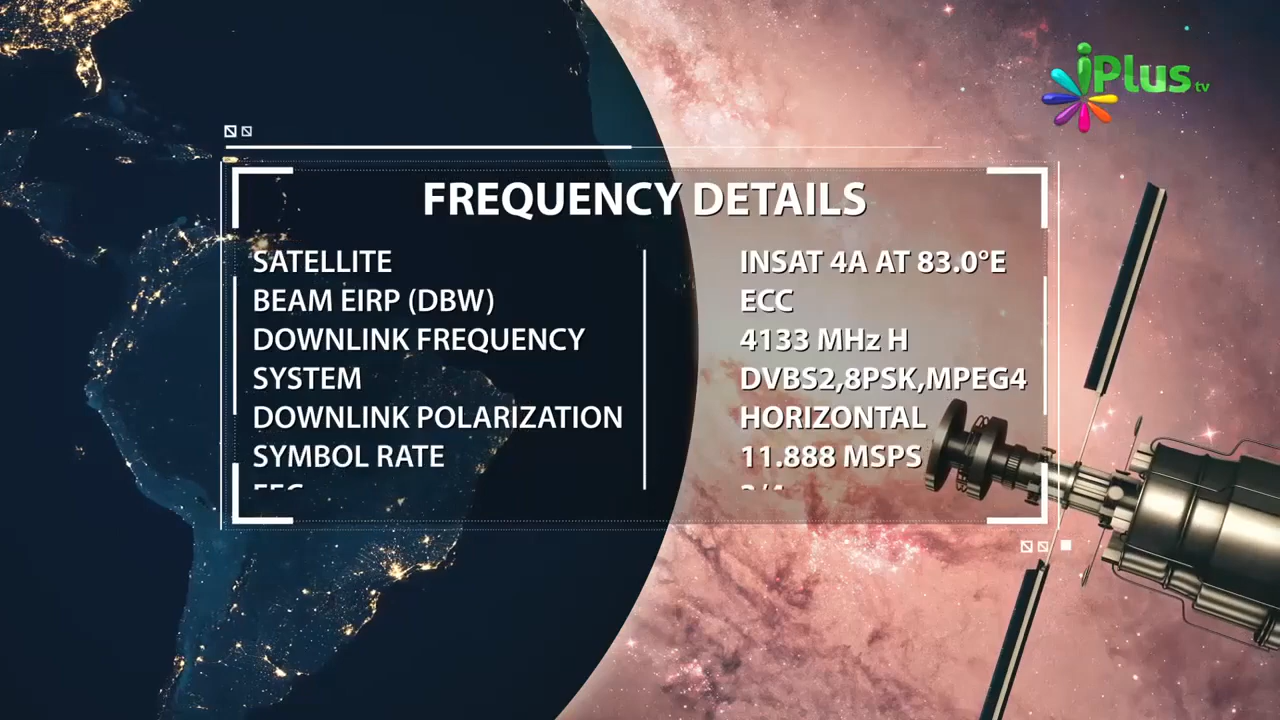 iPlus tv
FREQUENCY DETAILS
SATELLITE INSAT 4A AT 83.0°E
BEAM EIRP (DBW) ECC
DOWNLINK FREQUENCY 4133 MHz H
SYSTEM DVBS2,8PSK,MPEG4
DOWNLINK POLARIZATION HORIZONTAL
SYMBOL RATE 11.888 MSPS